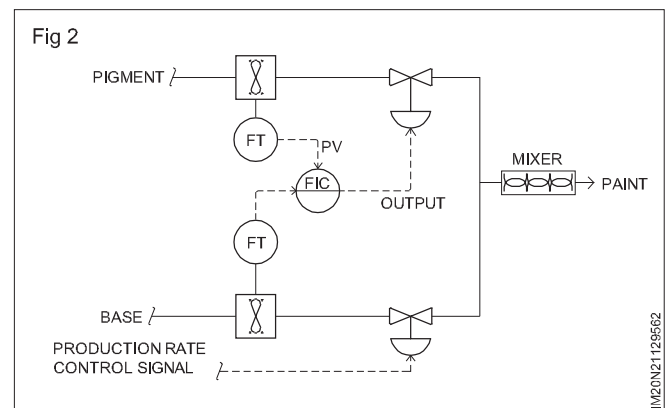 Fig 2
PIGMENT
FT
PV
FIC
OUTPUT
MIXER
PAINT
FT
BASE
PRODUCTION RATE
CONTROL SIGNAL
IM20N21129562